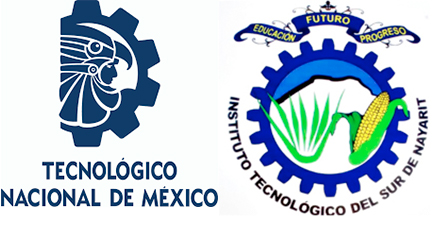 TECNOLÓGICO
NACIONAL DE MÉXICO
EDUCACIÓN
FUTURO
PROGRESO
INSTITUTO TECNOLÓGICO DEL SUR DE NAYARIT